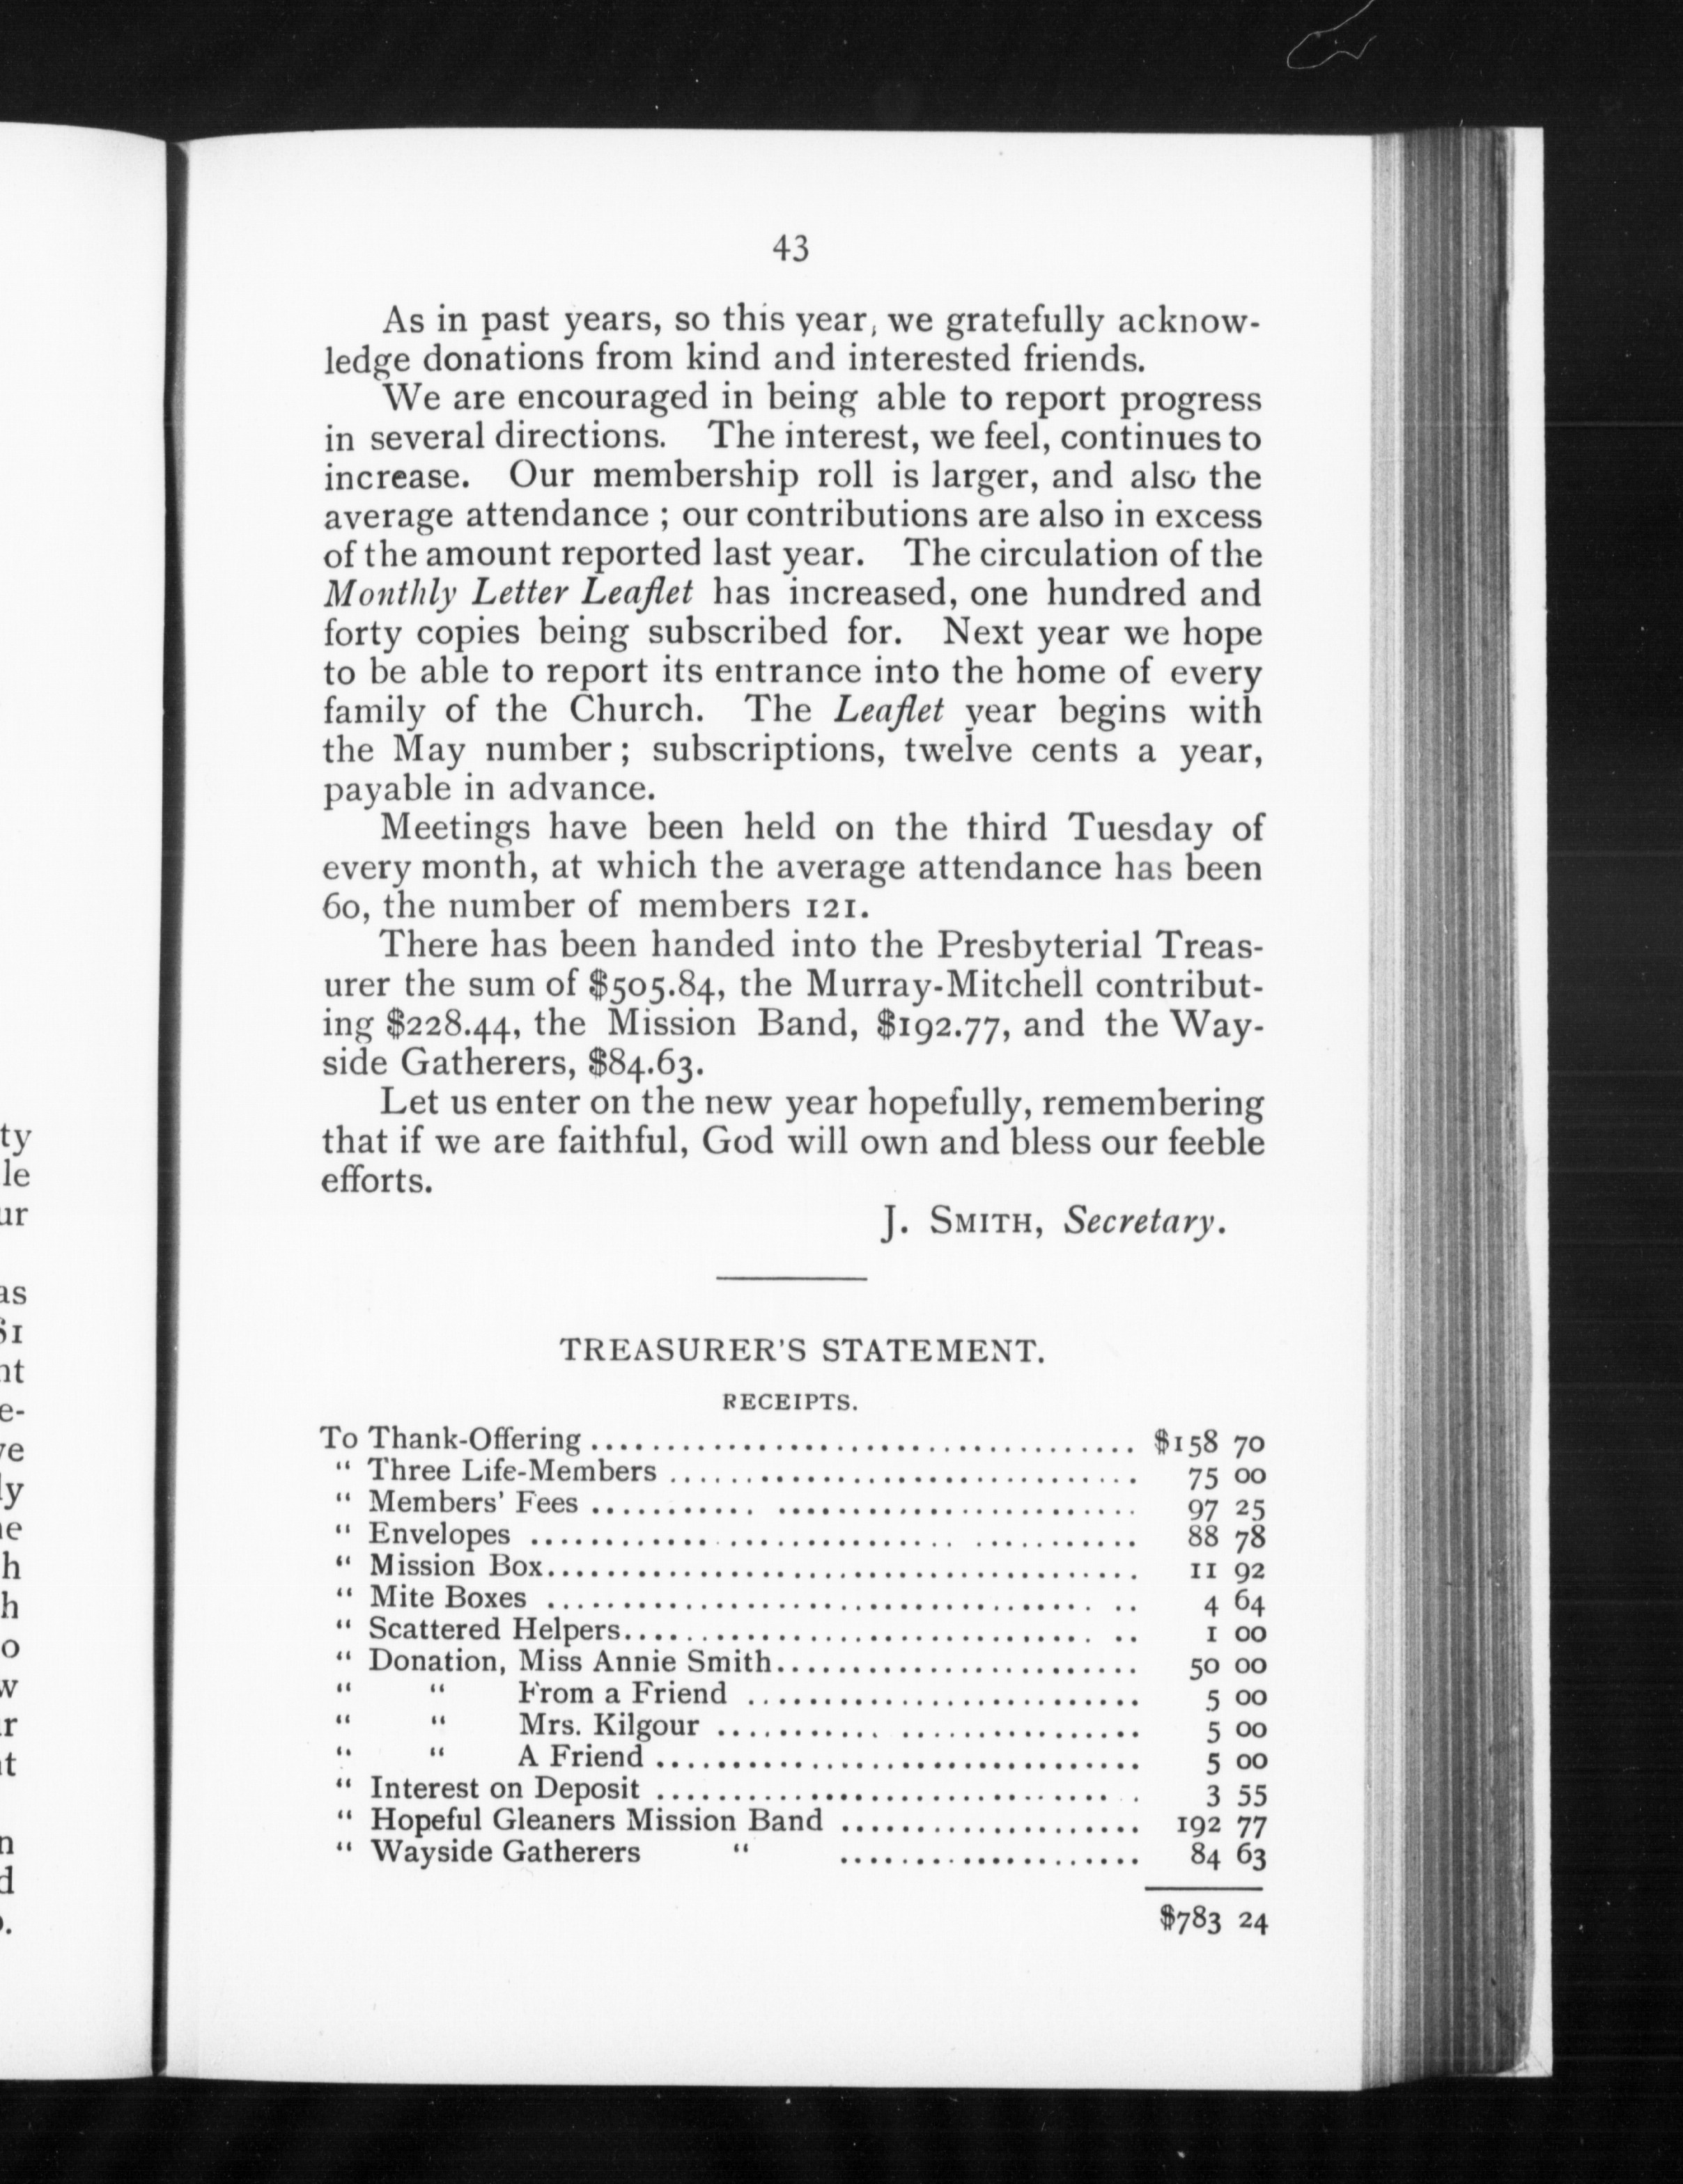 43
As in past years, so this year, we gratefully acknow-
ledge donations from kind and interested friends.
We are encouraged in being able to report progress
in several directions. The interest, we feel, continues to
increase. Our membership roll is larger, and also the
average attendance ; our contributions are also in excess
of the amount reported last year. The circulation of the
Monthly Letter Leaflet has increased, one hundred and
forty copies being subscribed for. Next year we hope
to be able to report its entrance into the home of every
family of the Church. The Leaflet year begins with
the May number ; subscriptions, twelve cents a year,
payable in advance.
Meetings have been held on the third Tuesday of
every month, at which the average attendance has been
60, the number of members 121.
There has been handed into the Presbyterial Treas-
urer the sum of $505.84, the Murray-Mitchell contribut-
ing $228.44, the Mission Band, $192.77, and the Way-
side Gatherers, $84.63.
Let us enter on the new year hopefully, remembering
that if we are faithful, God will own and bless our feeble
efforts.
J. SMITH, Secretary.
TREASURER'S STATEMENT.
RECEIPTS.
To Thank-Offering .................................... $158 70
" Three Life-Members ............................... 75 00
" Members' Fees .................................... 97 25
" Envelopes ........................................ 88 78
" Mission Box....................................... 11 92
" Mite Boxes ....................................... 4 64
" Scattered Helpers................................. 1 00
" Donation, Miss Annie Smith........................ 50 00
" " From a Friend .......................... 5 00
" " Mrs. Kilgour ........................... 5 00
" " A Friend ............................... 5 00
" Interest on Deposit .............................. 3 55
" Hopeful Gleaners Mission Band .................... 192 77
" Wayside Gatherers " .................... 84 63
$783 24